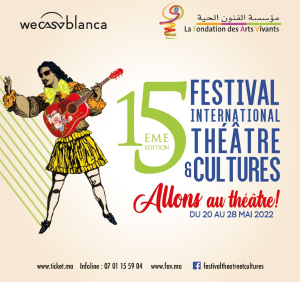 wecasablanca
مؤسسة الفنون الحية
La Fondation des Arts Vivants
15
EME
EDITION
FESTIVAL
INTERNATIONAL
THÉÂTRE
& CULTURES
Allons au théâtre!
DU 20 AU 28 MAI 2022
www.ticket.ma Infoline : 07 01 15 59 04 www.fav.ma festivaltheatreetcultures